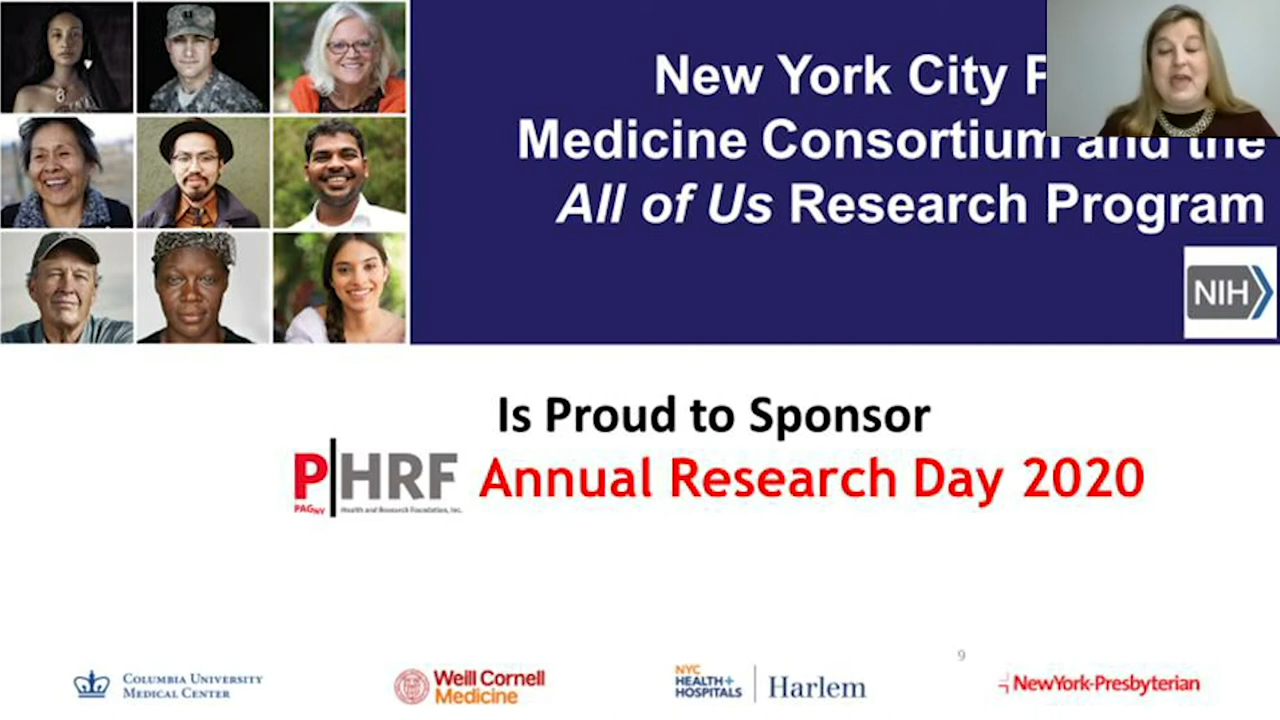 New York City
Medicine Consortium and the
All of Us Research Program
NIH
Is Proud to Sponsor
P|HRF Annual Research Day 2020
PAGNY Health and Research Foundation, Inc.
9
COLUMBIA UNIVERSITY
MEDICAL CENTER
Weill Cornell
Medicine
NYC
HEALTH+
HOSPITALS
Harlem
NewYork-Presbyterian